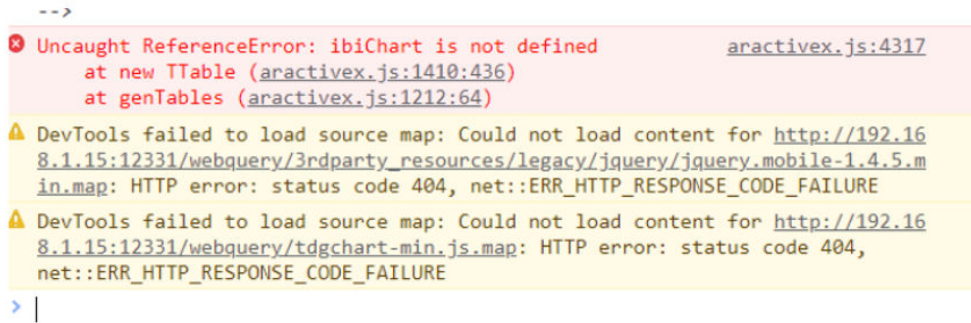 -->
Uncaught ReferenceError: ibiChart is not defined aractivex.js:4317
at new TTable (aractivex.js:1410:436)
at genTables (aractivex.js:1212:64)
DevTools failed to load source map: Could not load content for http://192.16
8.1.15:12331/webquery/3rdparty_resources/legacy/jquery/jquery.mobile-1.4.5.m
in.map: HTTP error: status code 404, net::ERR_HTTP_RESPONSE_CODE_FAILURE
DevTools failed to load source map: Could not load content for http://192.16
8.1.15:12331/webquery/tdgchart-min.js.map: HTTP error: status code 404,
net::ERR_HTTP_RESPONSE_CODE_FAILURE
>